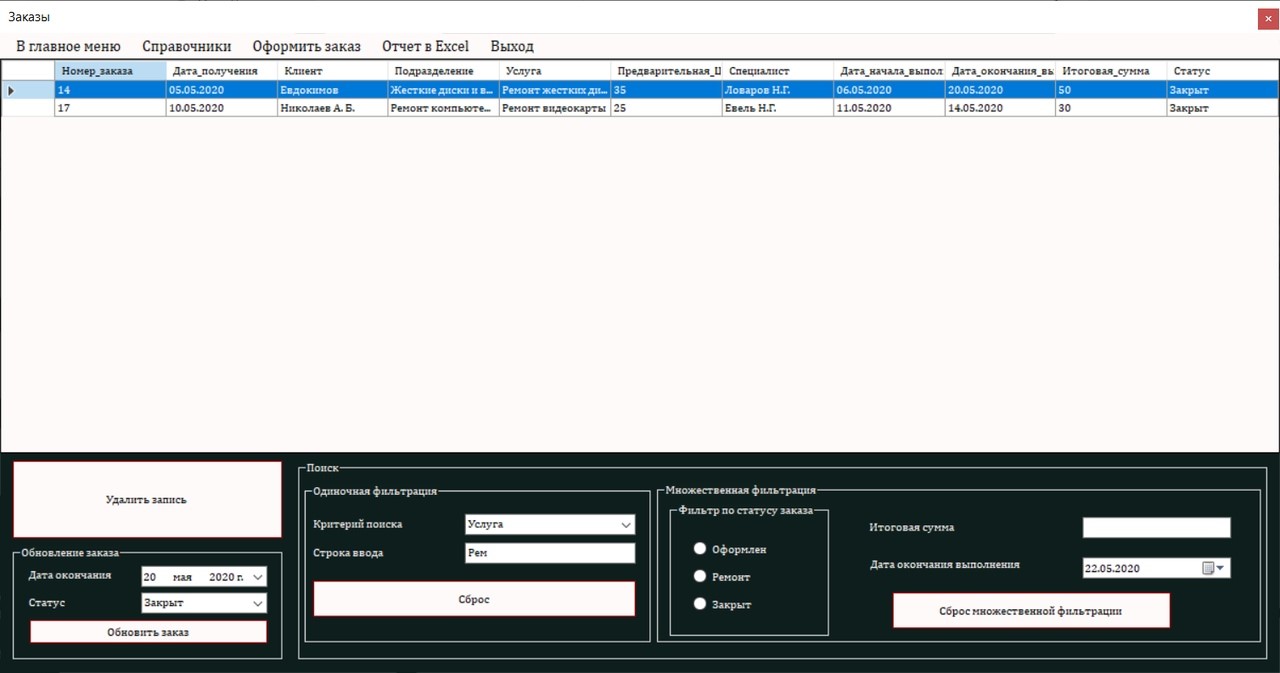 Заказы
В главное меню Справочники Оформить заказ Отчет в Excel Выход
Номер_заказа Дата_получения Клиент Подразделение Услуга Предварительная_Ц Специалист Дата_начала_выпол Дата_окончания_вы Итоговая_сумма Статус
14 05.05.2020 Евдокимов Жесткие диски и в... Ремонт жестких ди... 35 Ловаров Н.Г. 06.05.2020 20.05.2020 50 Закрыт
17 10.05.2020 Николаев А. Б. Ремонт компьюте... Ремонт видеокарты 25 Евель Н.Г. 11.05.2020 14.05.2020 30 Закрыт
Удалить запись
Обновление заказа
Дата окончания 20 мая 2020 г.
Статус Закрыт
Обновить заказ
Поиск
Одиночная фильтрация
Критерий поиска Услуга
Строка ввода Рем
Сброс
Множественная фильтрация
Фильтр по статусу заказа
Оформлен
Ремонт
Закрыт
Итоговая сумма
Дата окончания выполнения 22.05.2020
Сброс множественной фильтрации